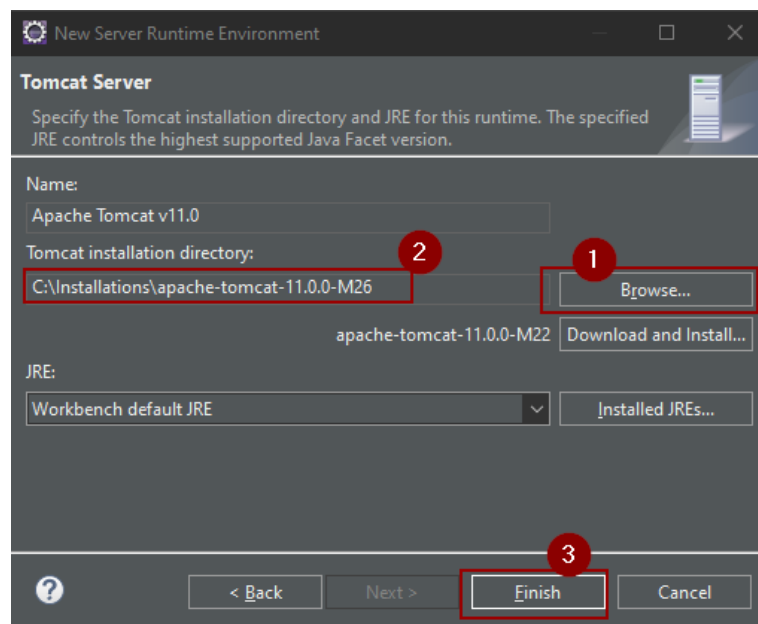 New Server Runtime Environment
Tomcat Server
Specify the Tomcat installation directory and JRE for this runtime. The specified
JRE controls the highest supported Java Facet version.
Name:
Apache Tomcat v11.0
Tomcat installation directory:
2
1
C:\Installations\apache-tomcat-11.0.0-M26
Browse...
apache-tomcat-11.0.0-M22
Download and Install...
JRE:
Workbench default JRE
Installed JREs...
3
?
< Back
Next >
Finish
Cancel